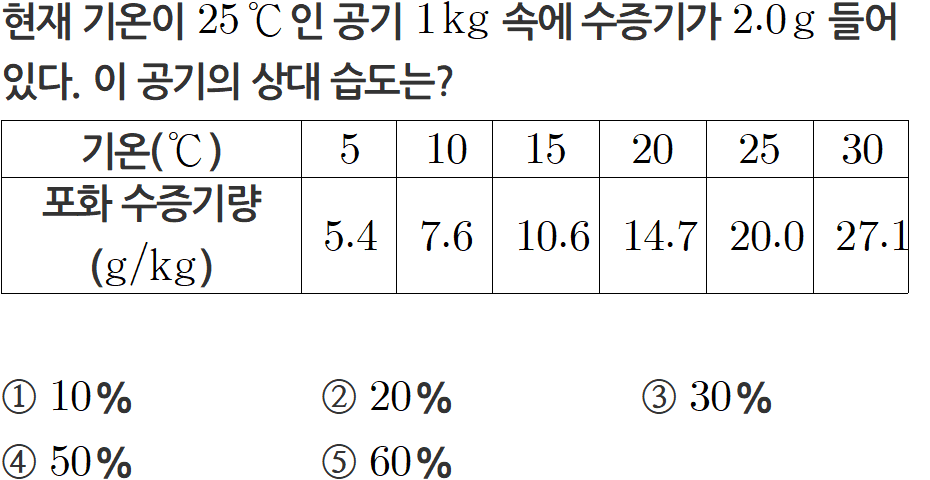 현재 기온이 25℃인 공기 1kg 속에 수증기가 2.0g 들어
있다. 이 공기의 상대 습도는?
기온(℃) 5 10 15 20 25 30
포화 수증기량
(g/kg) 5.4 7.6 10.6 14.7 20.0 27.1
① 10% ② 20% ③ 30%
④ 50% ⑤ 60%